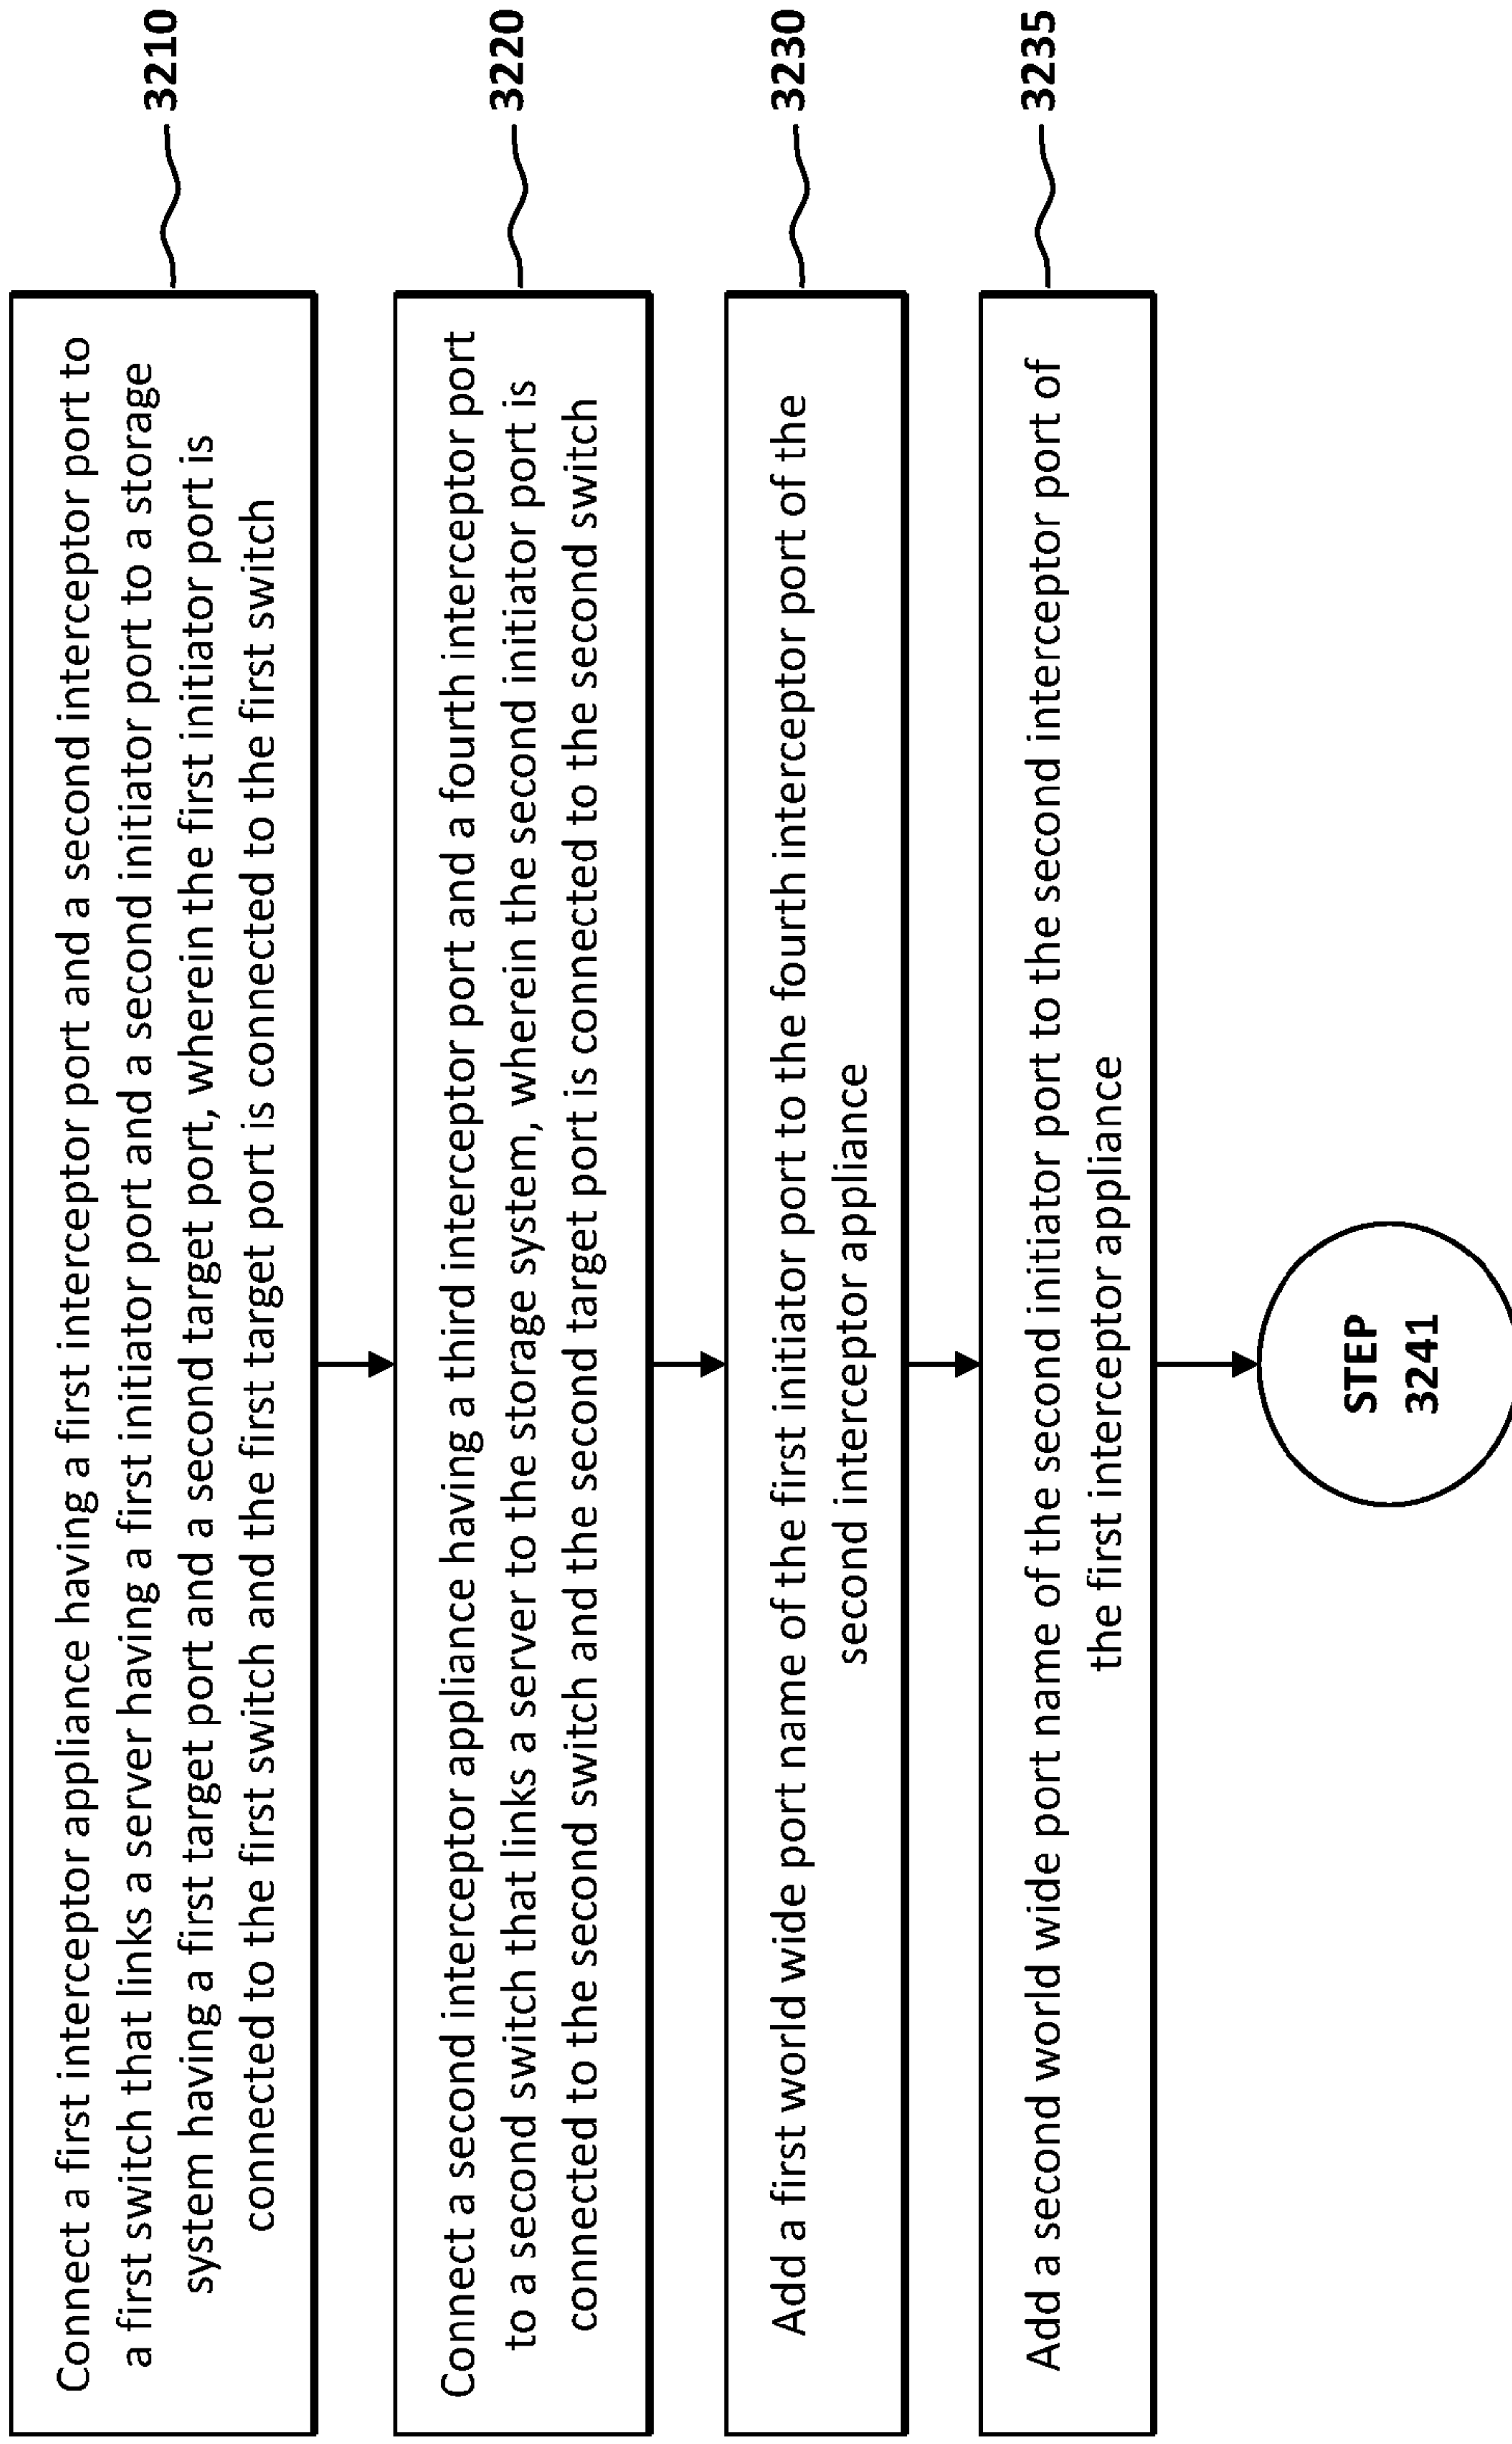 Connect a first interceptor appliance having a first interceptor port and a second interceptor port to
a first switch that links a server having a first initiator port and a second initiator port to a storage
system having a first target port and a second target port, wherein the first initiator port is
connected to the first switch and the first target port is connected to the first switch
3210
Connect a second interceptor appliance having a third interceptor port and a fourth interceptor port
to a second switch that links a server to the storage system, wherein the second initiator port is
connected to the second switch and the second target port is connected to the second switch
3220
Add a first world wide port name of the first initiator port to the fourth interceptor port of the
second interceptor appliance
3230
Add a second world wide port name of the second initiator port to the second interceptor port of
the first interceptor appliance
3235
STEP
3241